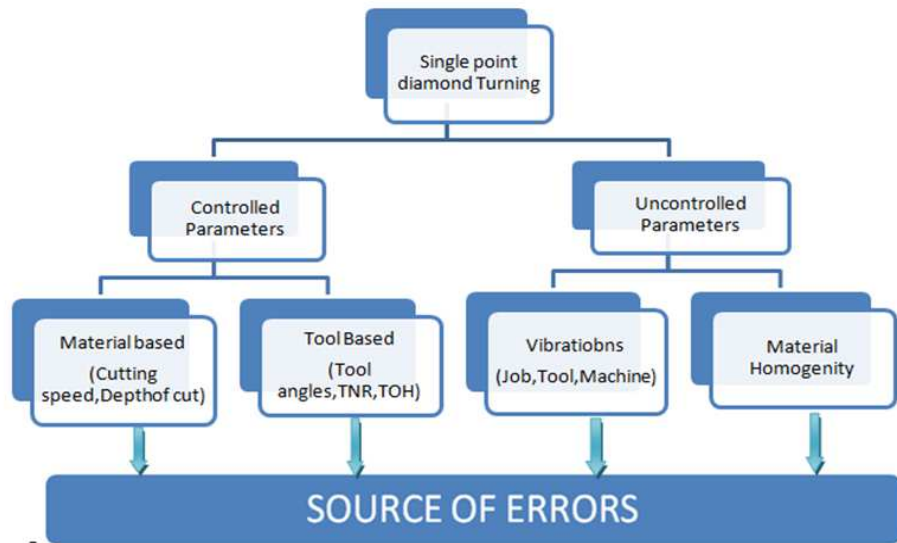 Single point
diamond Turning
Controlled
Parameters
Uncontrolled
Parameters
Material based
(Cutting
speed,Depthof cut)
Tool Based
(Tool
angles,TNR,TOH)
Vibratiobns
(Job,Tool,Machine)
Material
Homogenity
SOURCE OF ERRORS